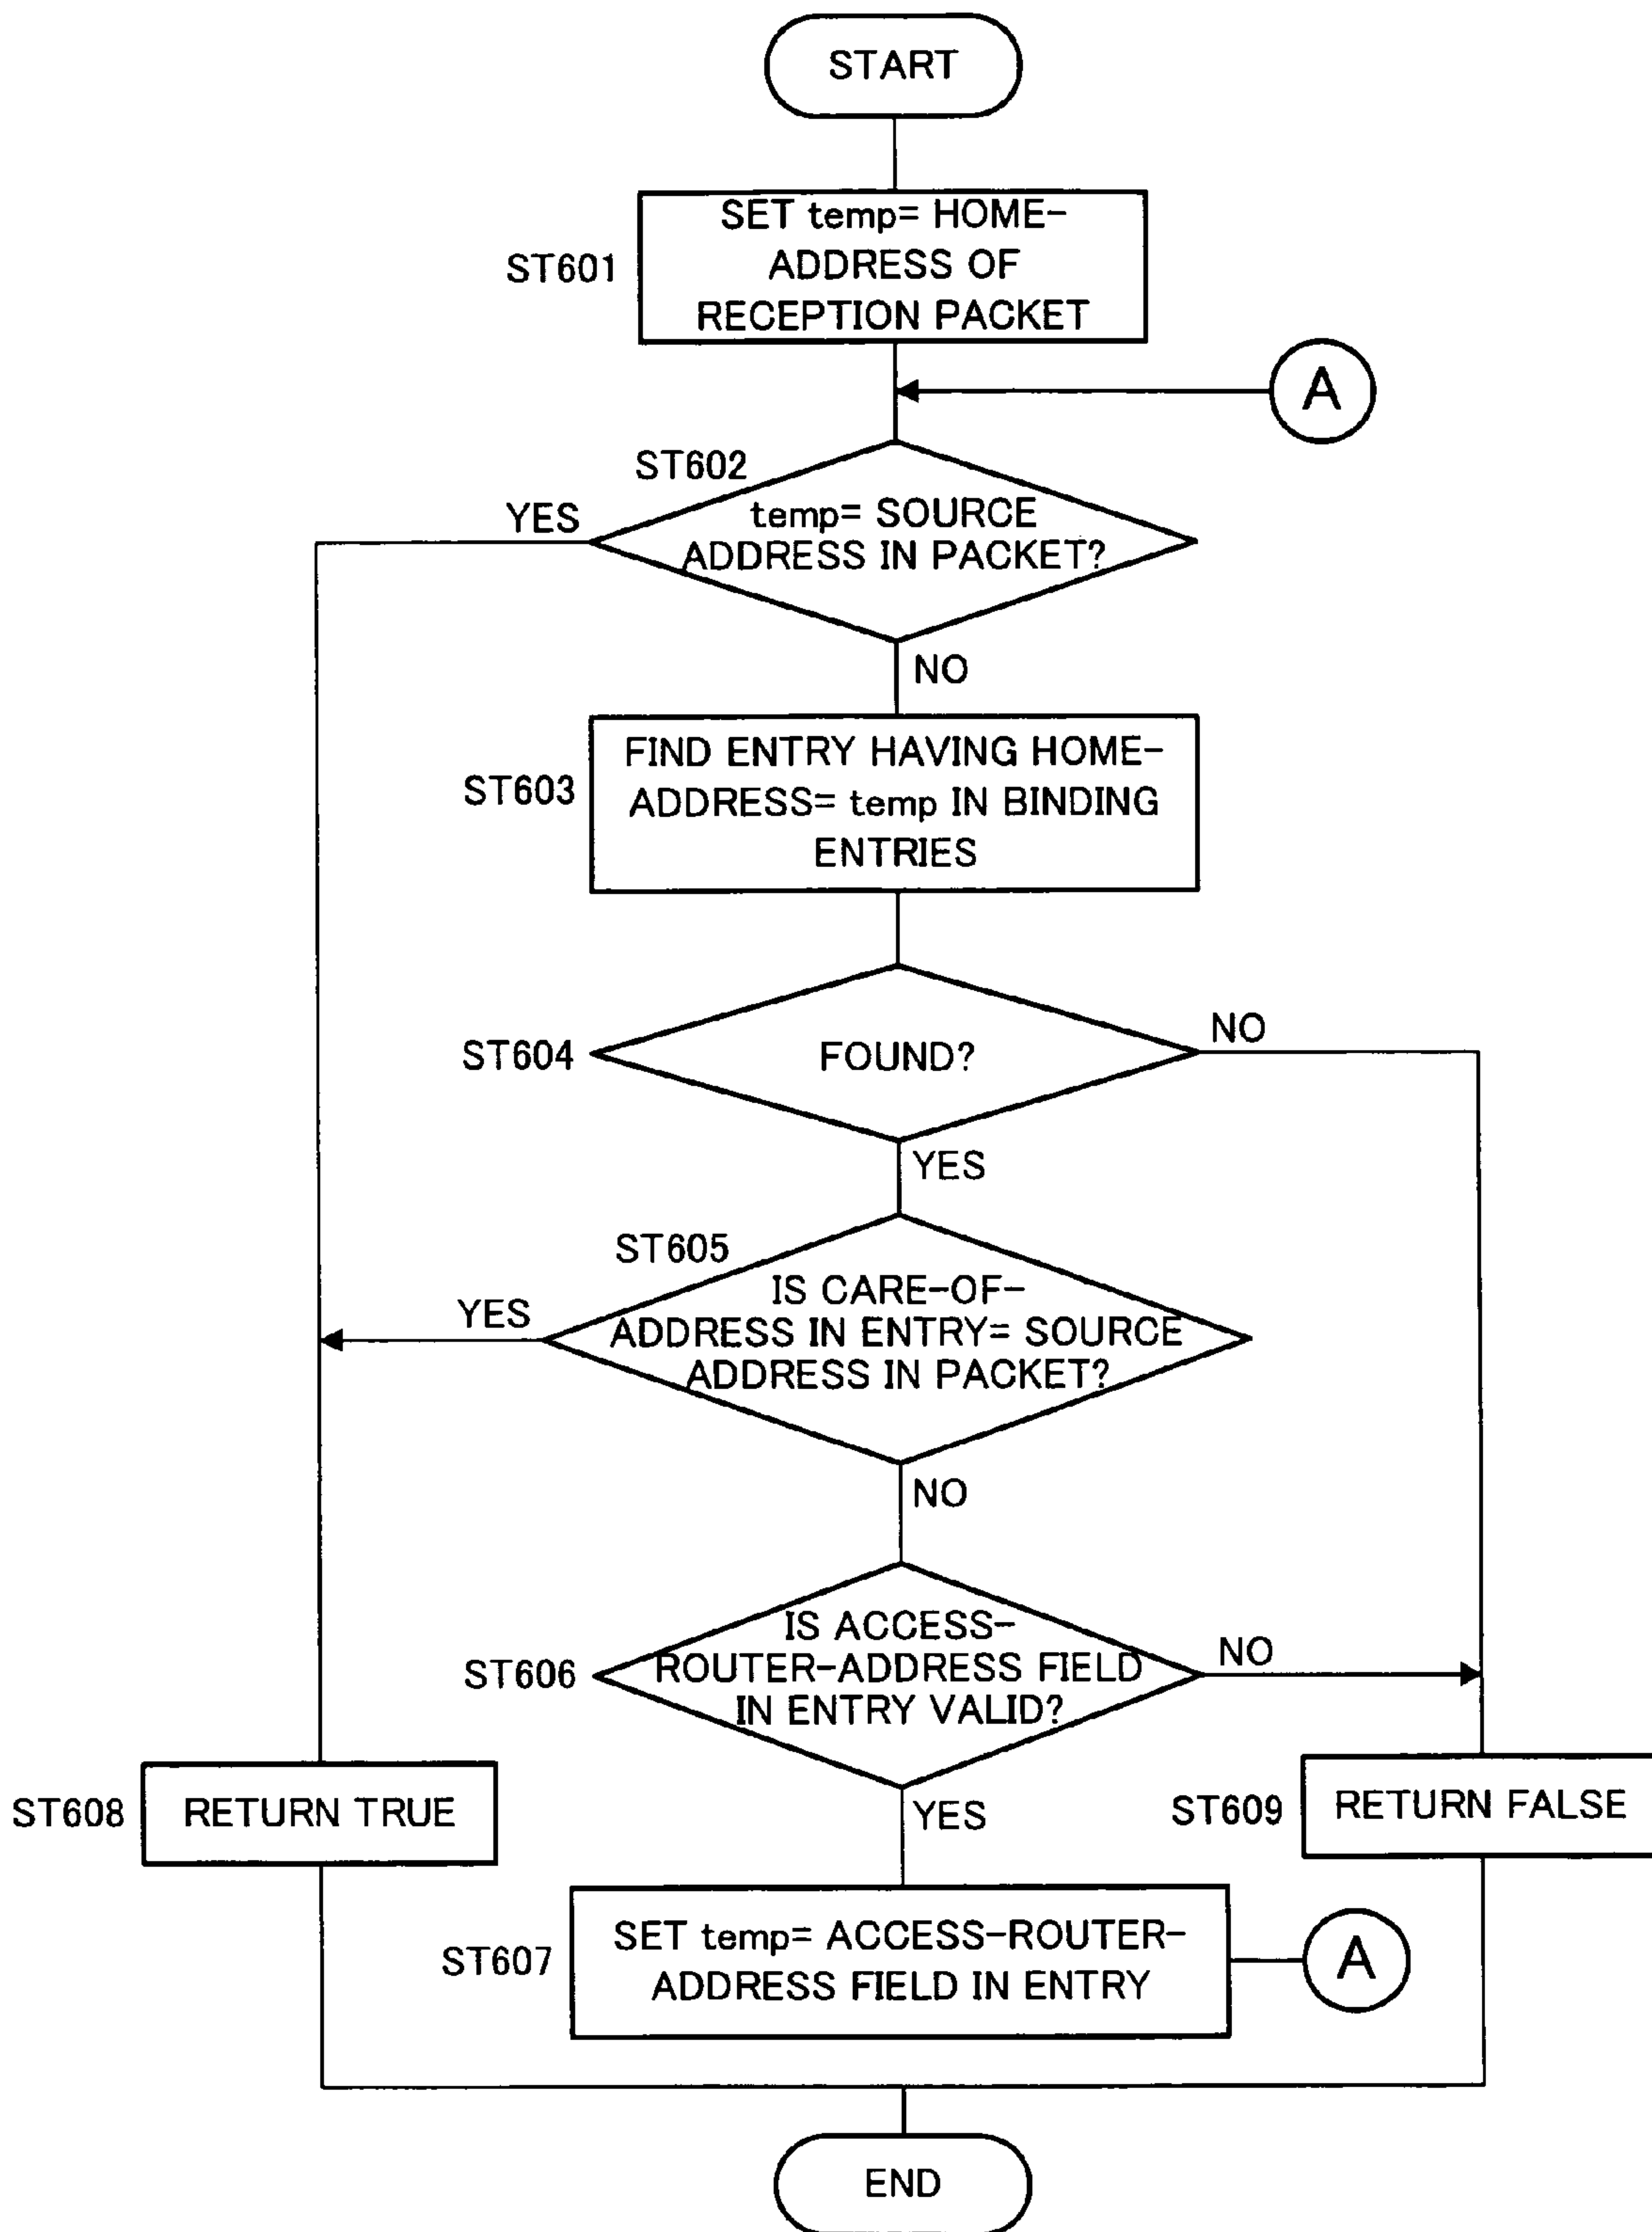 START
SET temp= HOME-
ADDRESS OF
RECEPTION PACKET
ST601
A
ST602
YES
temp= SOURCE
ADDRESS IN PACKET?
NO
FIND ENTRY HAVING HOME-
ADDRESS= temp IN BINDING
ENTRIES
ST603
NO
ST604
FOUND?
YES
ST605
YES
IS CARE-OF-
ADDRESS IN ENTRY= SOURCE
ADDRESS IN PACKET?
NO
IS ACCESS-
ROUTER-ADDRESS FIELD
IN ENTRY VALID?
ST606
NO
YES
ST608
RETURN TRUE
ST609
RETURN FALSE
SET temp= ACCESS-ROUTER-
ADDRESS FIELD IN ENTRY
ST607
A
END